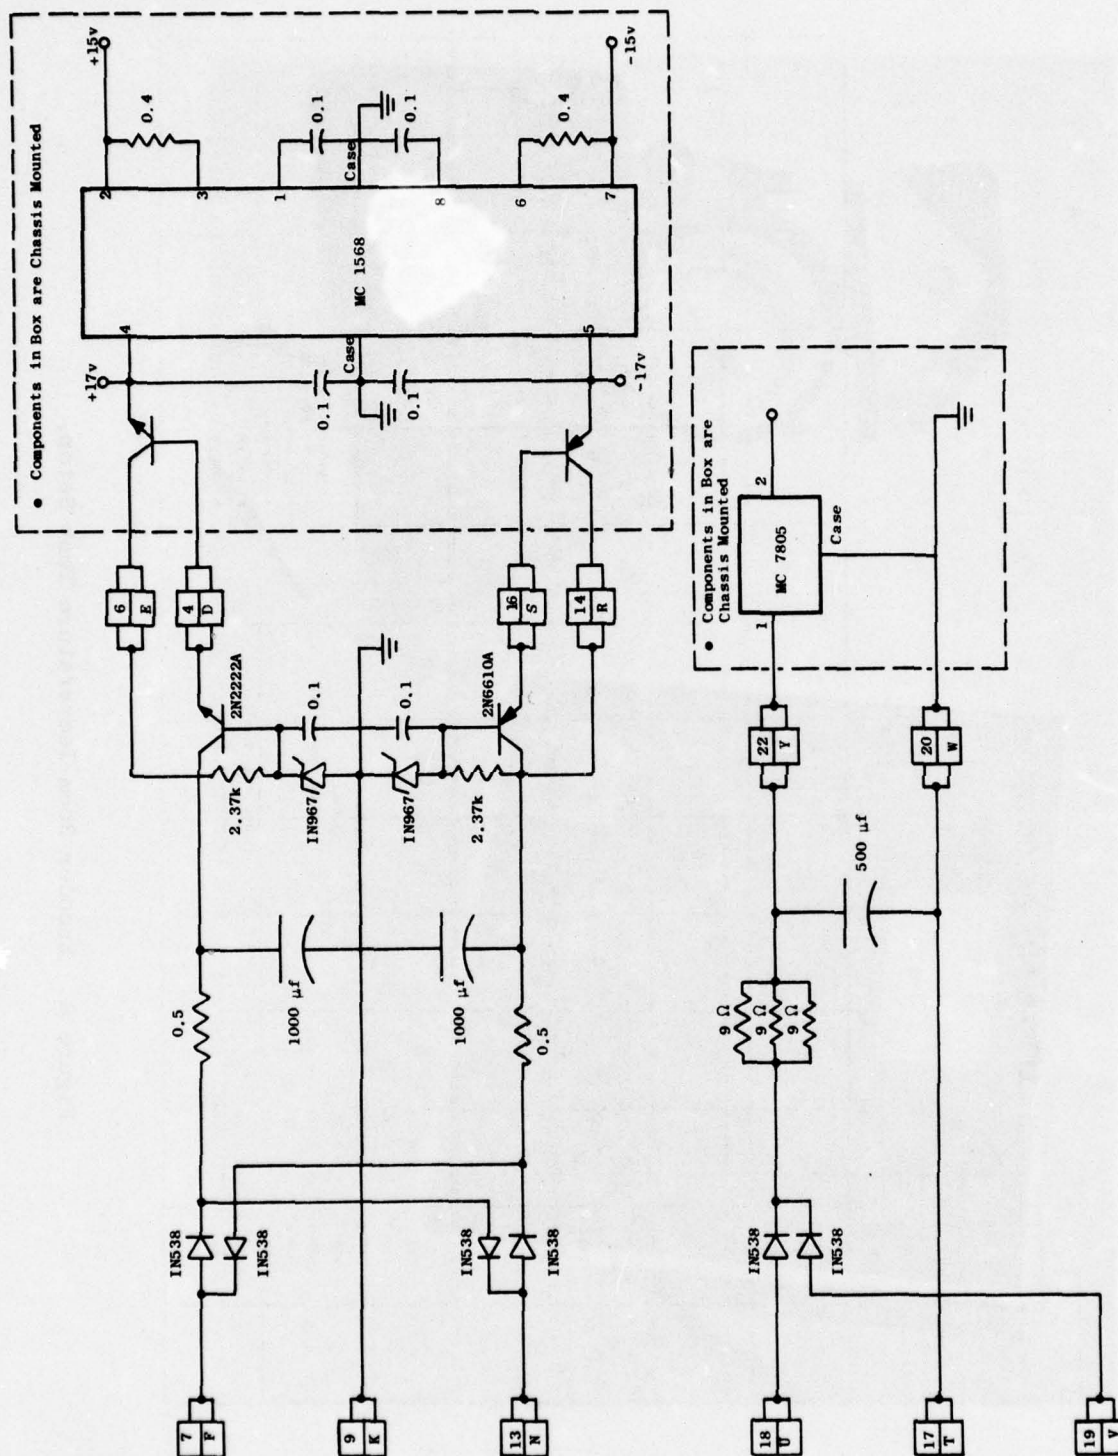 • Components in Box are Chassis Mounted
+15v
-15v
0.4
0.1
0.1
0.4
2
3
1
Case
8
6
7
MC 1568
4
Case
5
+17v
0.1
0.1
-17v
6
E
4
D
16
S
14
R
2N2222A
0.1
0.1
2N6610A
2.37k
IN967
IN967
2.37k
1000 µf
1000 µf
0.5
0.5
IN538
IN538
IN538
IN538
7
F
9
K
13
N
• Components in Box are
Chassis Mounted
2
MC 7805
Case
1
22
Y
20
W
500 µf
9 Ω
9 Ω
9 Ω
IN538
IN538
18
U
17
T
19
V